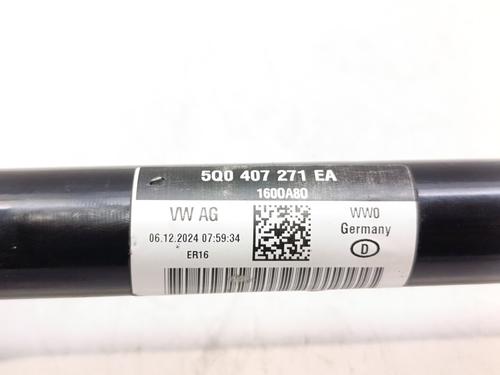 5Q0 407 271 EA
1600A80
VW AG
WW0
06.12.2024 07:59:34
Germany
ER16
D